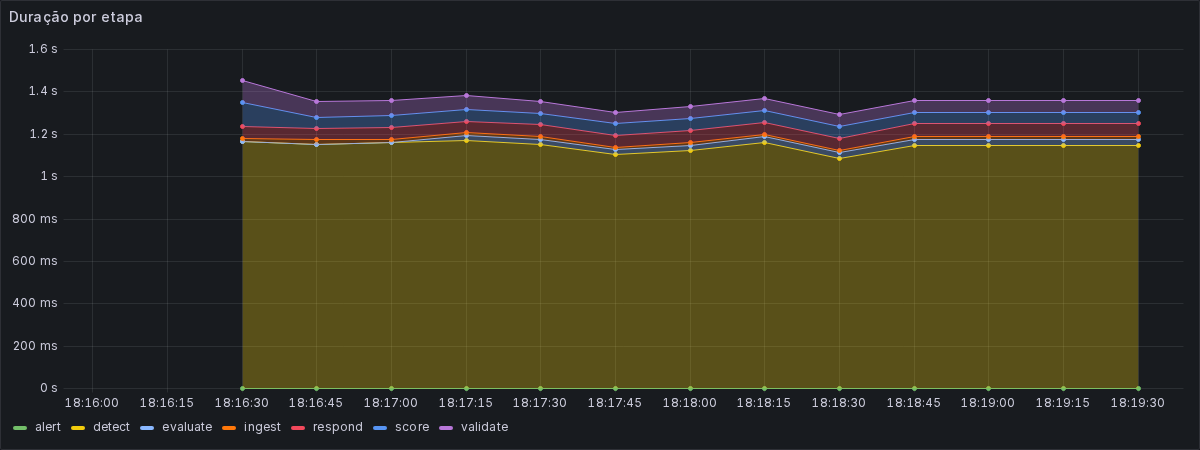 Duração por etapa
1.6 s
1.4 s
1.2 s
1 s
800 ms
600 ms
400 ms
200 ms
0 s
18:16:00 18:16:15 18:16:30 18:16:45 18:17:00 18:17:15 18:17:30 18:17:45 18:18:00 18:18:15 18:18:30 18:18:45 18:19:00 18:19:15 18:19:30
alert detect evaluate ingest respond score validate